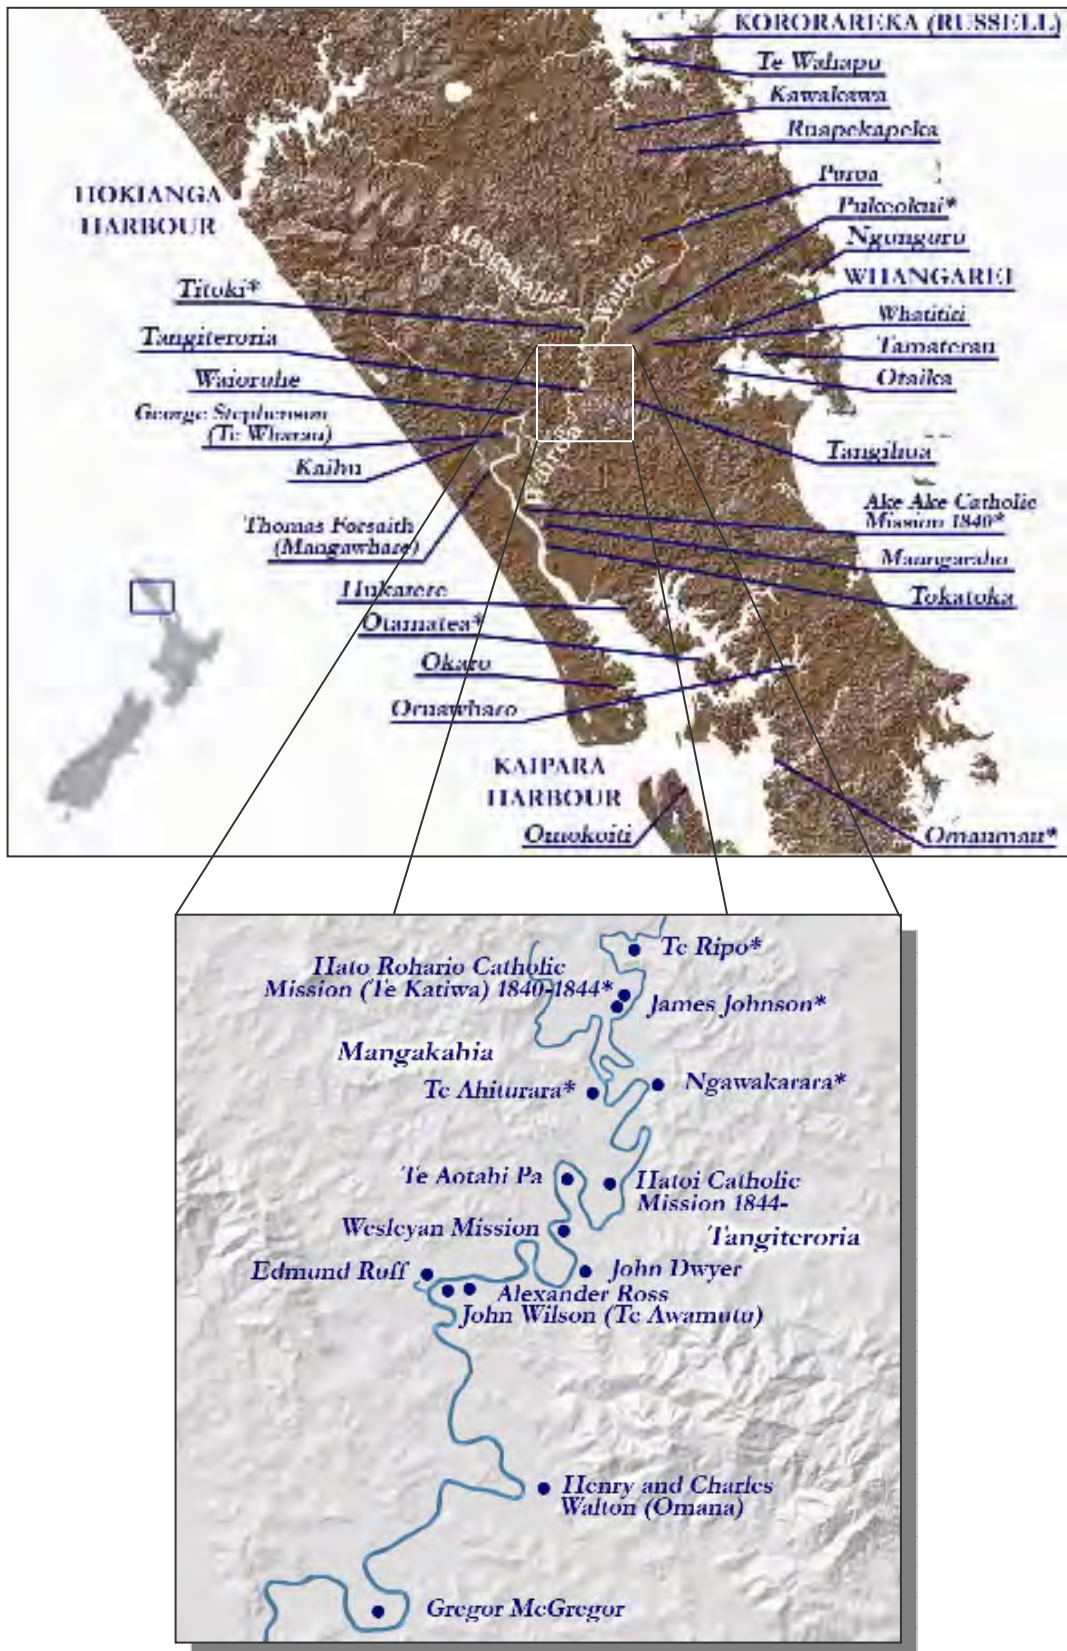 KORORAREKA (RUSSELL)
Te Wahapu
Kawakawa
Ruapekapeka
HOKIANGA
HARBOUR
Purua
Pukeokui*
Ngunguru
WHANGAREI
Mangakahia
Wairua
Titoki*
Whatitiri
Tangiteroria
Tamaterau
Waioruhe
Otaika
George Stephenson
(Te Wharau)
Wairoa
Kaihu
Tangihua
Ake Ake Catholic
Mission 1840*
Thomas Forsaith
(Mangawhare)
Maungaraho
Hukatere
Tokatoka
Otamatea*
Okaro
Oruawharo
KAIPARA
HARBOUR
Omokoiti
Omaumau*
Te Ripo*
Hato Rohario Catholic
Mission (Te Katiwa) 1840-1844*
James Johnson*
Mangakahia
Te Ahiturara*
Ngawakarara*
Te Aotahi Pa
Hatoi Catholic
Mission 1844-
Wesleyan Mission
Tangiteroria
Edmund Ruff
John Dwyer
Alexander Ross
John Wilson (Te Awamutu)
Henry and Charles
Walton (Omana)
Gregor McGregor